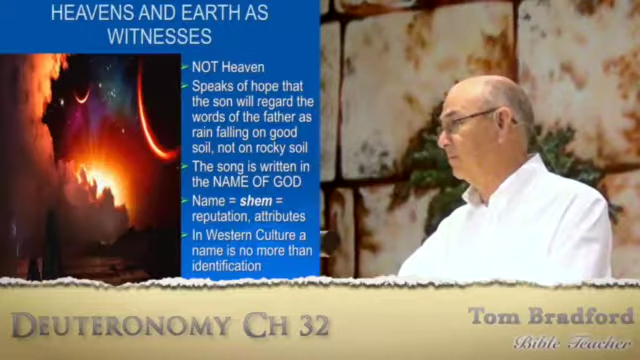 HEAVENS AND EARTH AS
WITNESSES
NOT Heaven
Speaks of hope that
the son will regard the
words of the father as
rain falling on good
soil, not on rocky soil
The song is written in
the NAME OF GOD
Name = shem =
reputation, attributes
In Western Culture a
name is no more than
identification
DEUTERONOMY CH 32
Tom Bradford
Bible Teacher